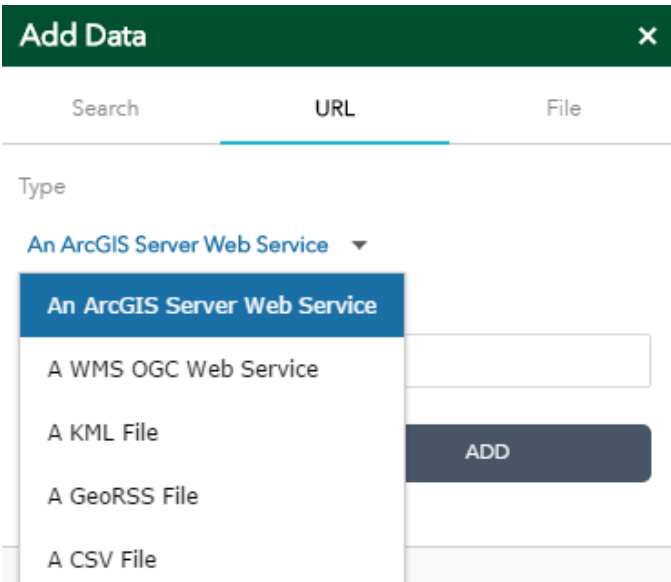 Add Data ×
Search URL File
Type
An ArcGIS Server Web Service
An ArcGIS Server Web Service
A WMS OGC Web Service
A KML File
ADD
A GeoRSS File
A CSV File